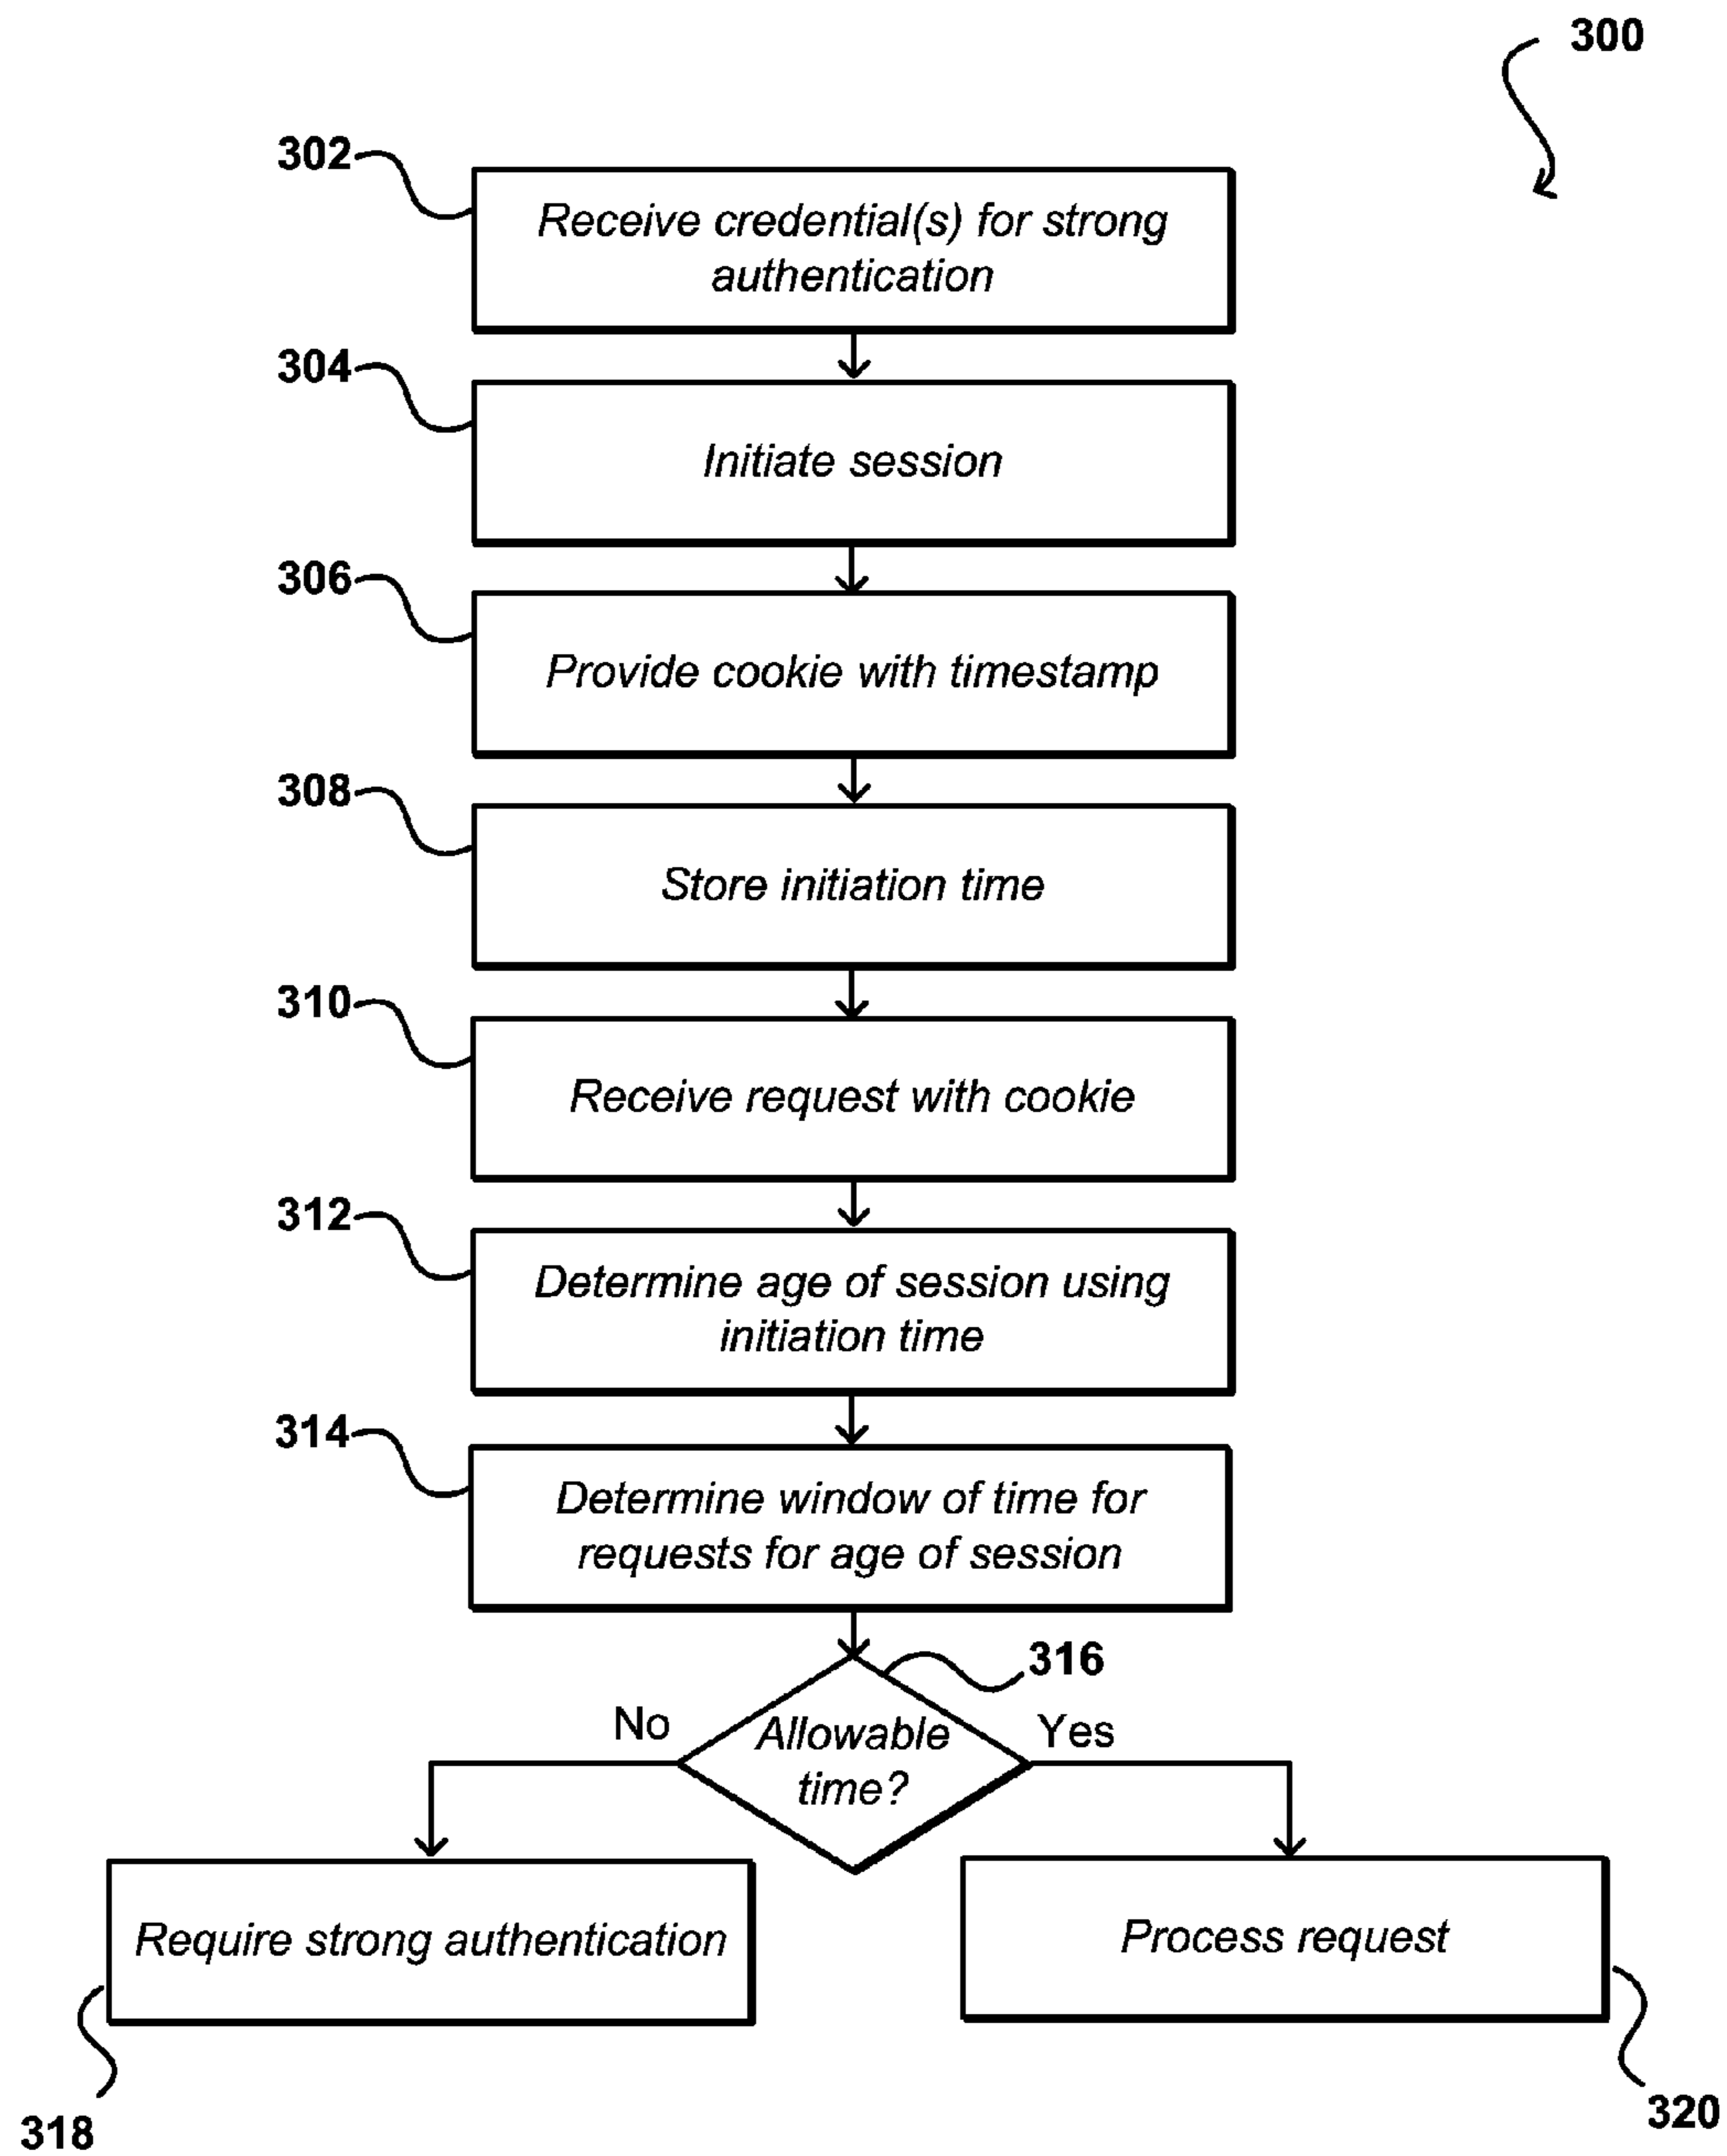 300
302
Receive credential(s) for strong
authentication
304
Initiate session
306
Provide cookie with timestamp
308
Store initiation time
310
Receive request with cookie
312
Determine age of session using
initiation time
314
Determine window of time for
requests for age of session
316
No
Allowable
time?
Yes
Require strong authentication
Process request
318
320